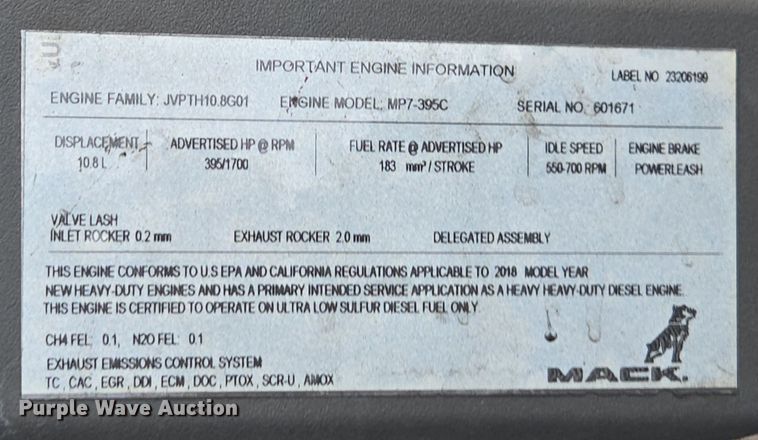 IMPORTANT ENGINE INFORMATION
LABEL NO 23206199
ENGINE FAMILY: JVPTH10.8G01 ENGINE MODEL: MP7-395C SERIAL NO. 601671
DISPLACEMENT ADVERTISED HP @ RPM FUEL RATE @ ADVERTISED HP IDLE SPEED ENGINE BRAKE
10.8 L 395/1700 183 mm³ / STROKE 550-700 RPM POWERLEASH
VALVE LASH
INLET ROCKER 0.2 mm EXHAUST ROCKER 2.0 mm DELEGATED ASSEMBLY
THIS ENGINE CONFORMS TO U.S EPA AND CALIFORNIA REGULATIONS APPLICABLE TO 2018 MODEL YEAR
NEW HEAVY-DUTY ENGINES AND HAS A PRIMARY INTENDED SERVICE APPLICATION AS A HEAVY HEAVY-DUTY DIESEL ENGINE.
THIS ENGINE IS CERTIFIED TO OPERATE ON ULTRA LOW SULFUR DIESEL FUEL ONLY.
CH4 FEL: 0.1, N2O FEL: 0.1
EXHAUST EMISSIONS CONTROL SYSTEM
TC , CAC , EGR , DDI , ECM , DOC , PTOX , SCR-U , AMOX
MACK.
Purple Wave Auction